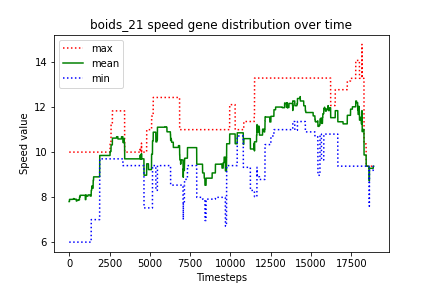 boids_21 speed gene distribution over time
max
mean
min
Speed value
14
12
10
8
6
0 2500 5000 7500 10000 12500 15000 17500
Timesteps